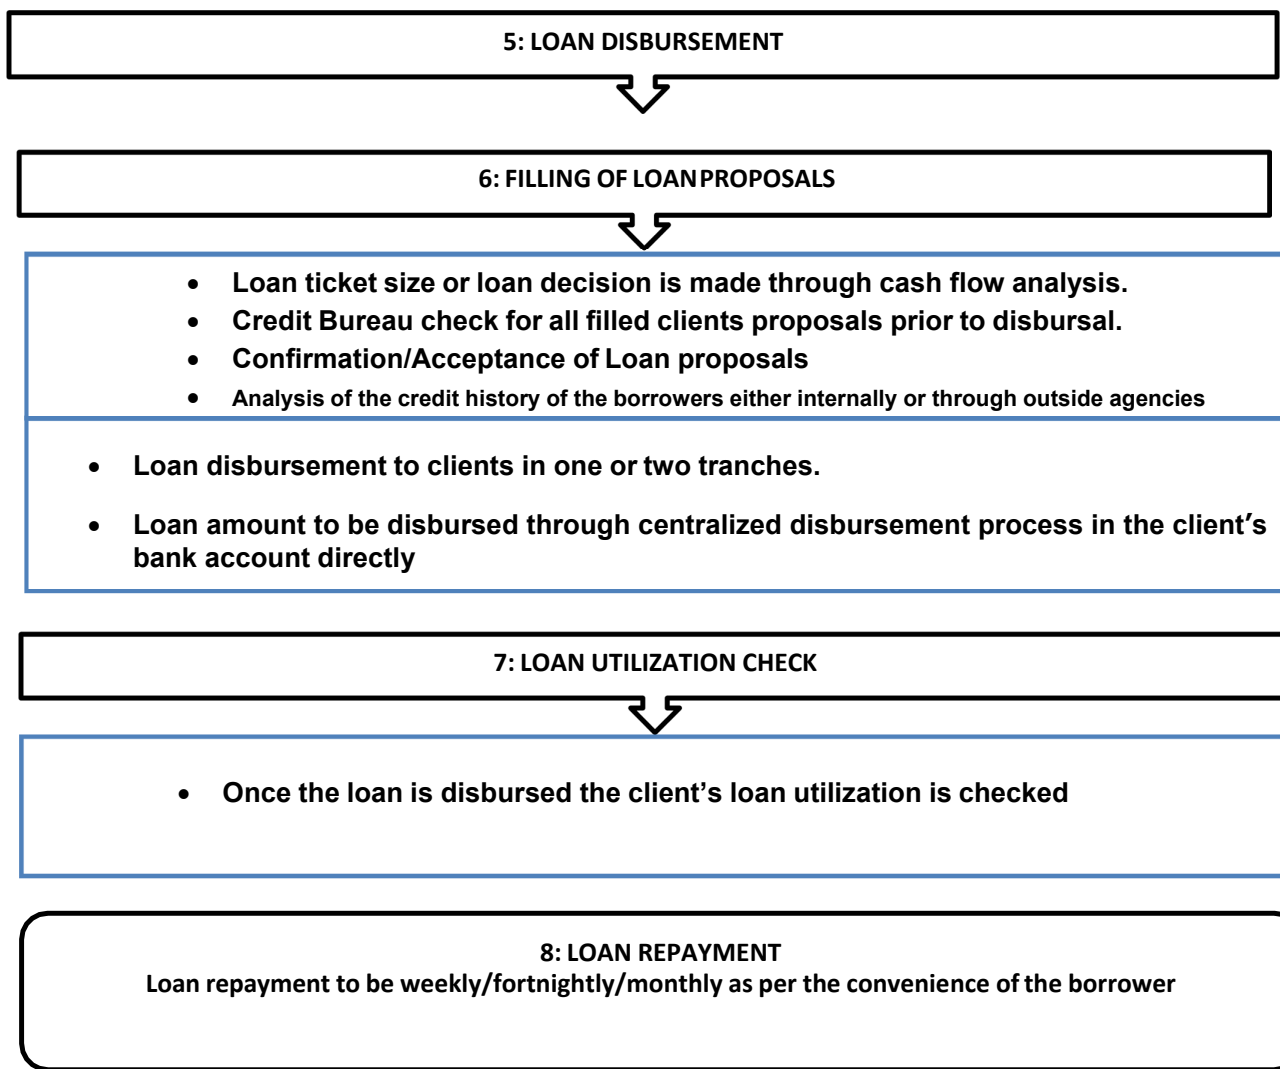 5: LOAN DISBURSEMENT
6: FILLING OF LOANPROPOSALS
• Loan ticket size or loan decision is made through cash flow analysis.
• Credit Bureau check for all filled clients proposals prior to disbursal.
• Confirmation/Acceptance of Loan proposals
• Analysis of the credit history of the borrowers either internally or through outside agencies
• Loan disbursement to clients in one or two tranches.
• Loan amount to be disbursed through centralized disbursement process in the client’s
bank account directly
7: LOAN UTILIZATION CHECK
• Once the loan is disbursed the client’s loan utilization is checked
8: LOAN REPAYMENT
Loan repayment to be weekly/fortnightly/monthly as per the convenience of the borrower